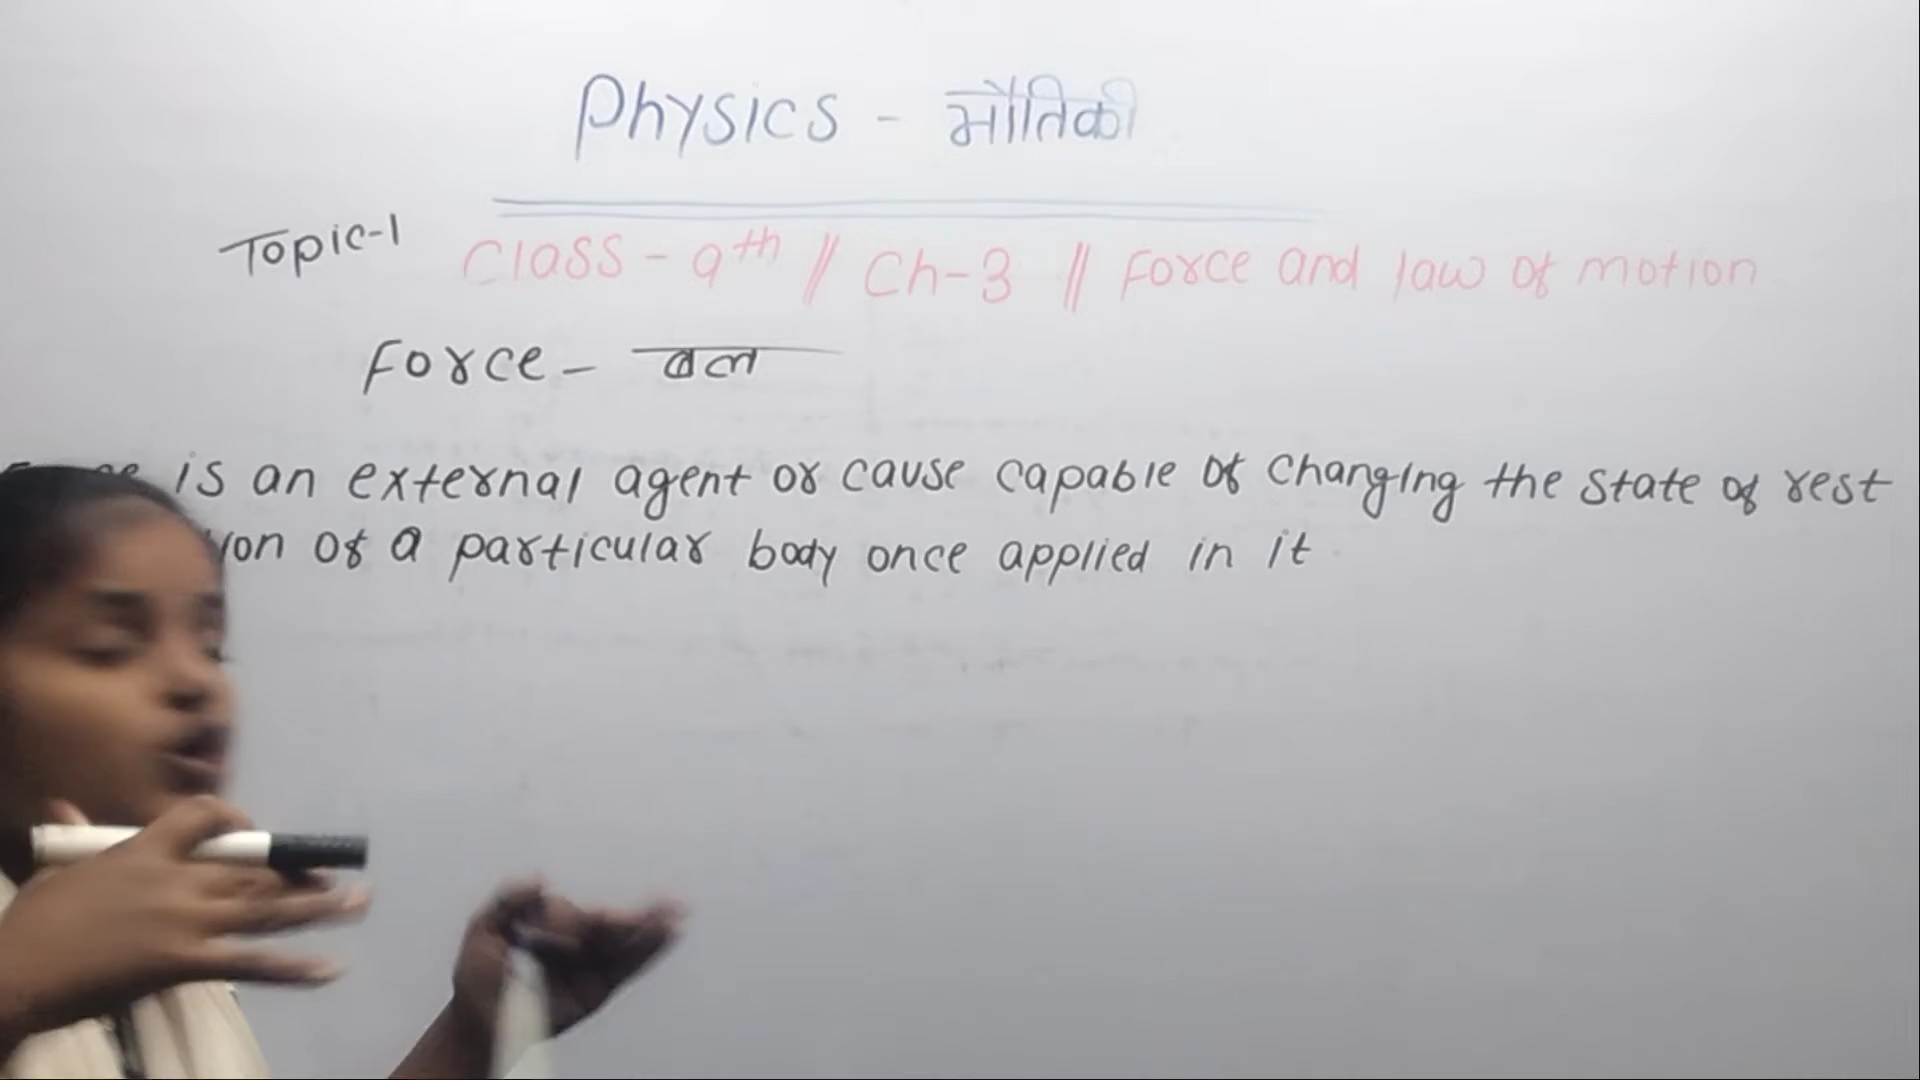 Physics - भौतिकी
Topic-1
Class - 9th // Ch-3 // Force and law of motion
Force - बल
is an external agent or cause capable of changing the state of rest
of a particular body once applied in it